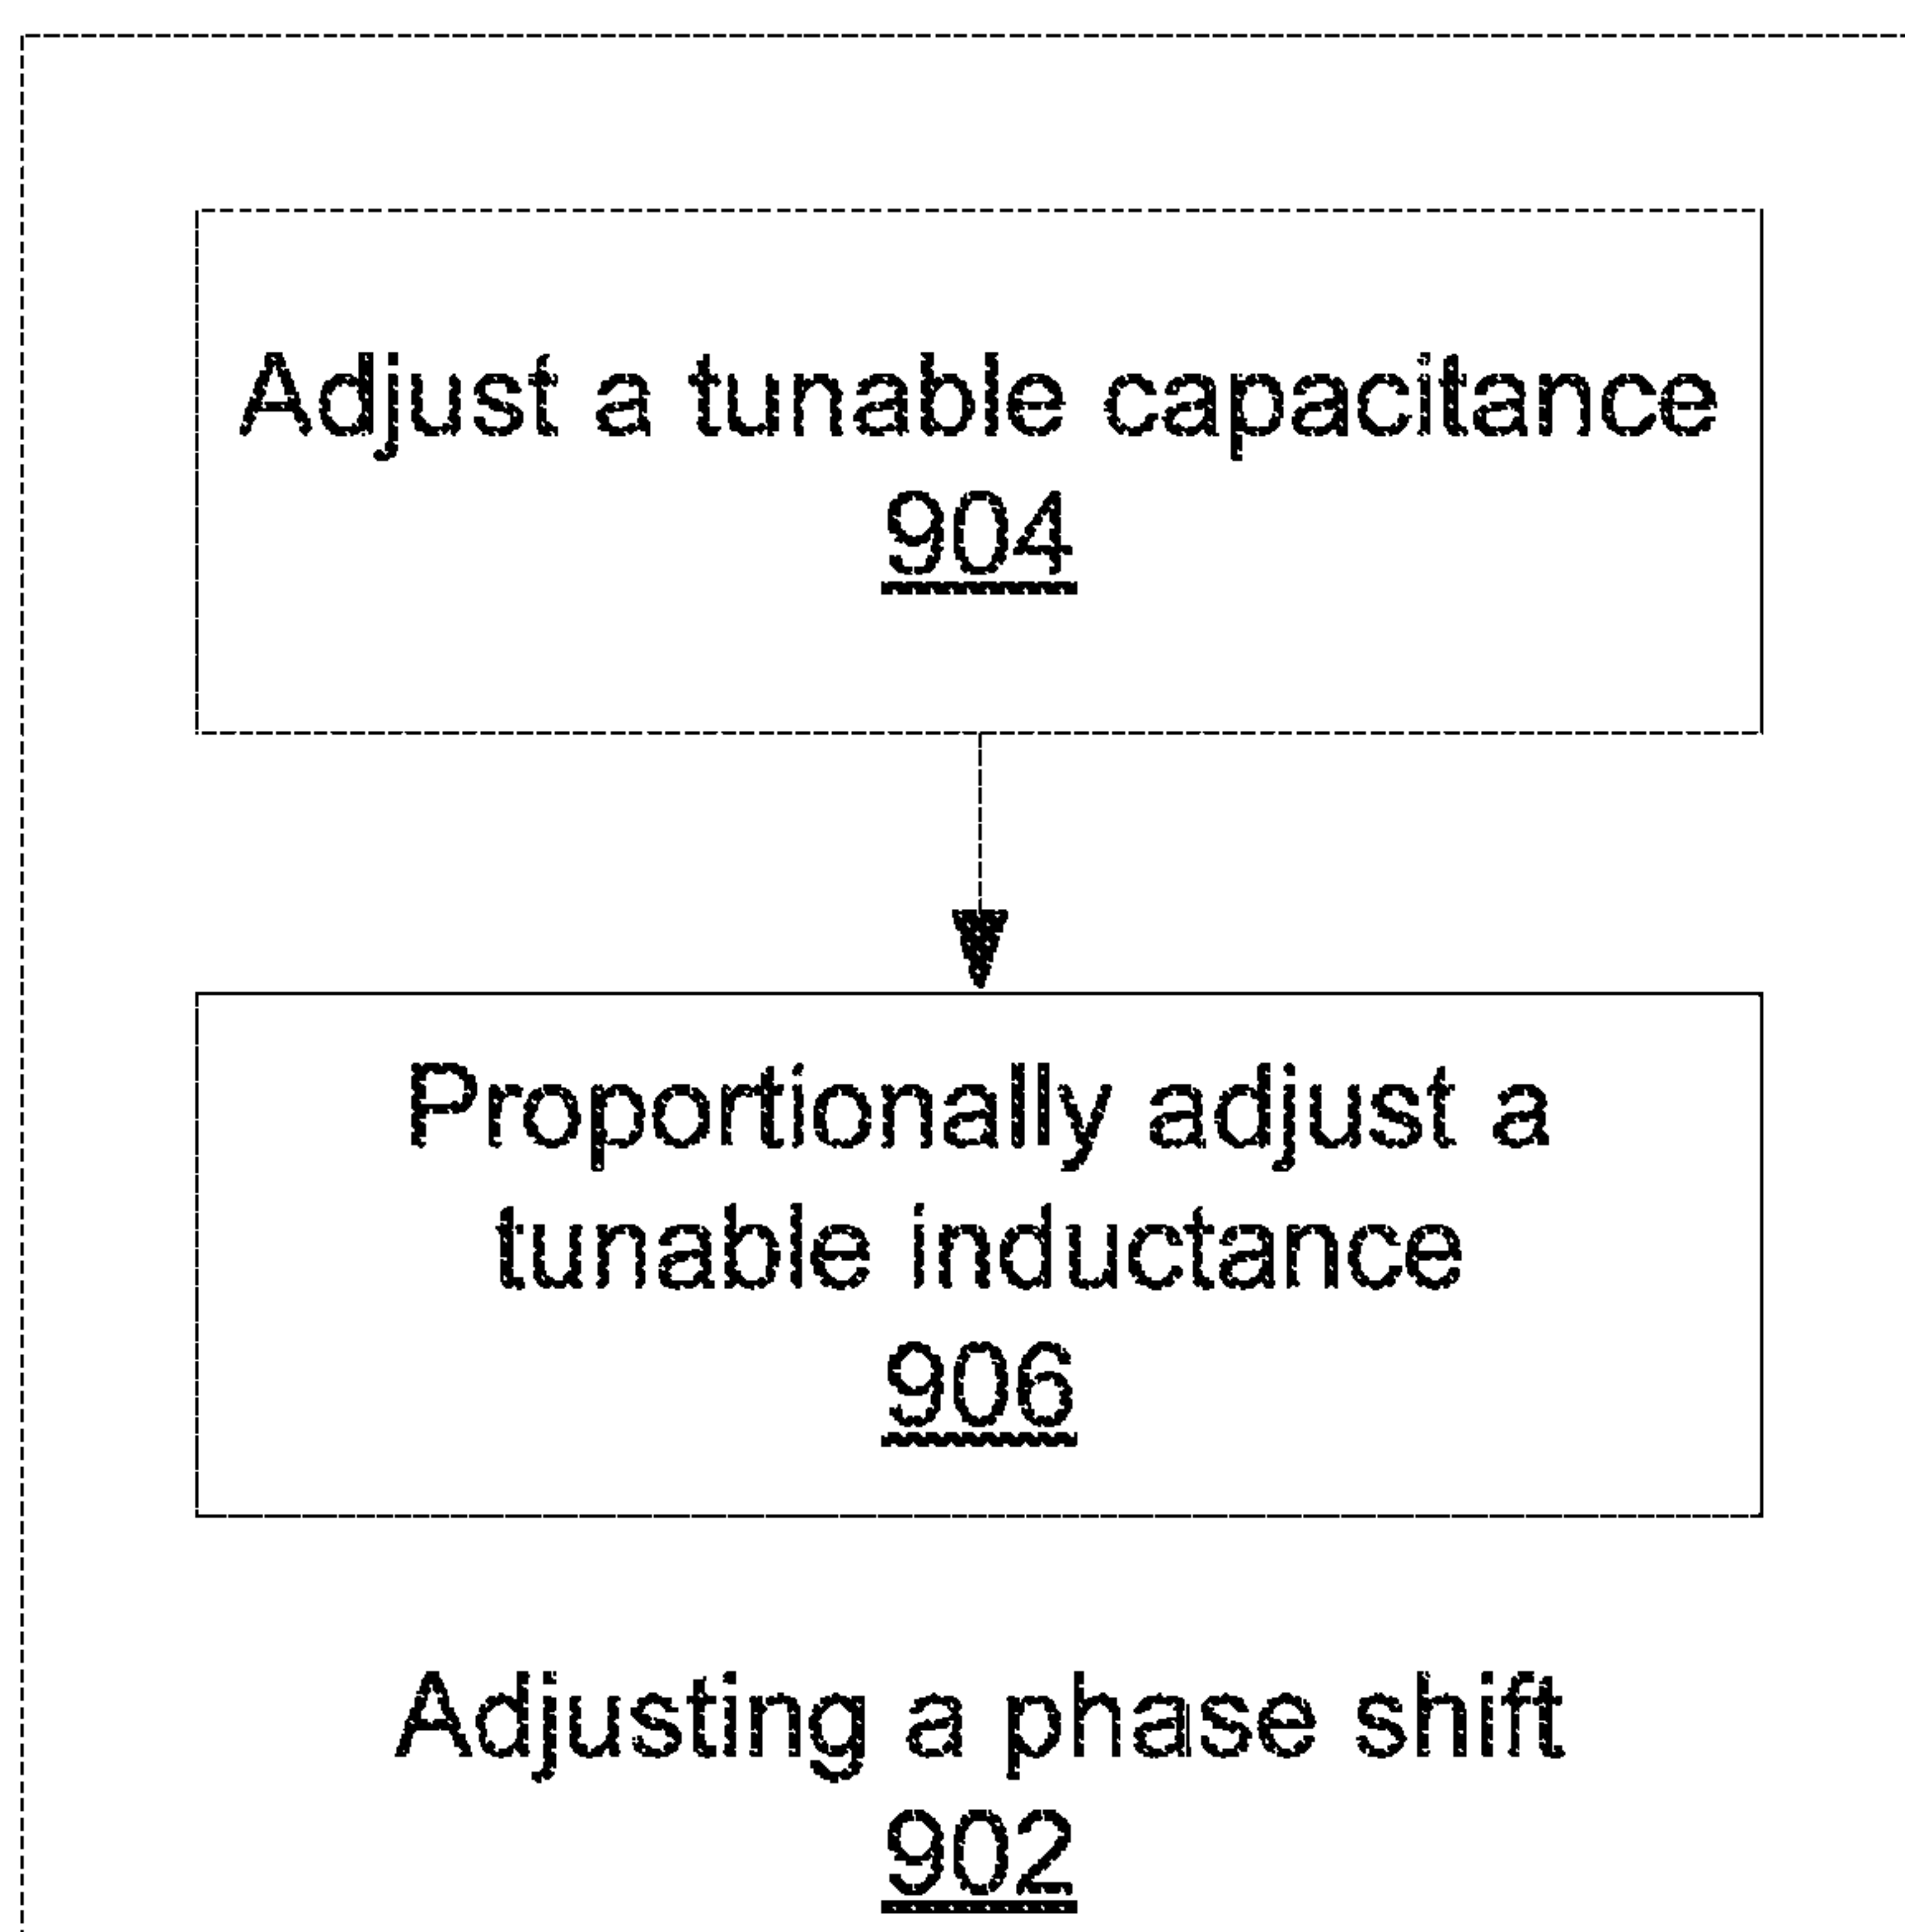 Adjust a tunable capacitance
904
Proportionally adjust a
tunable inductance
906
Adjusting a phase shift
902